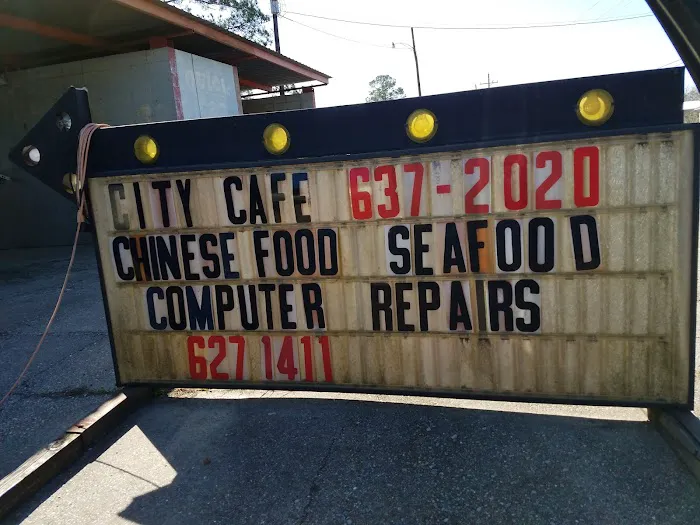 CITY CAFE 637-2020
CHINESE FOOD SEAFOOD
COMPUTER REPAIRS
627 1411